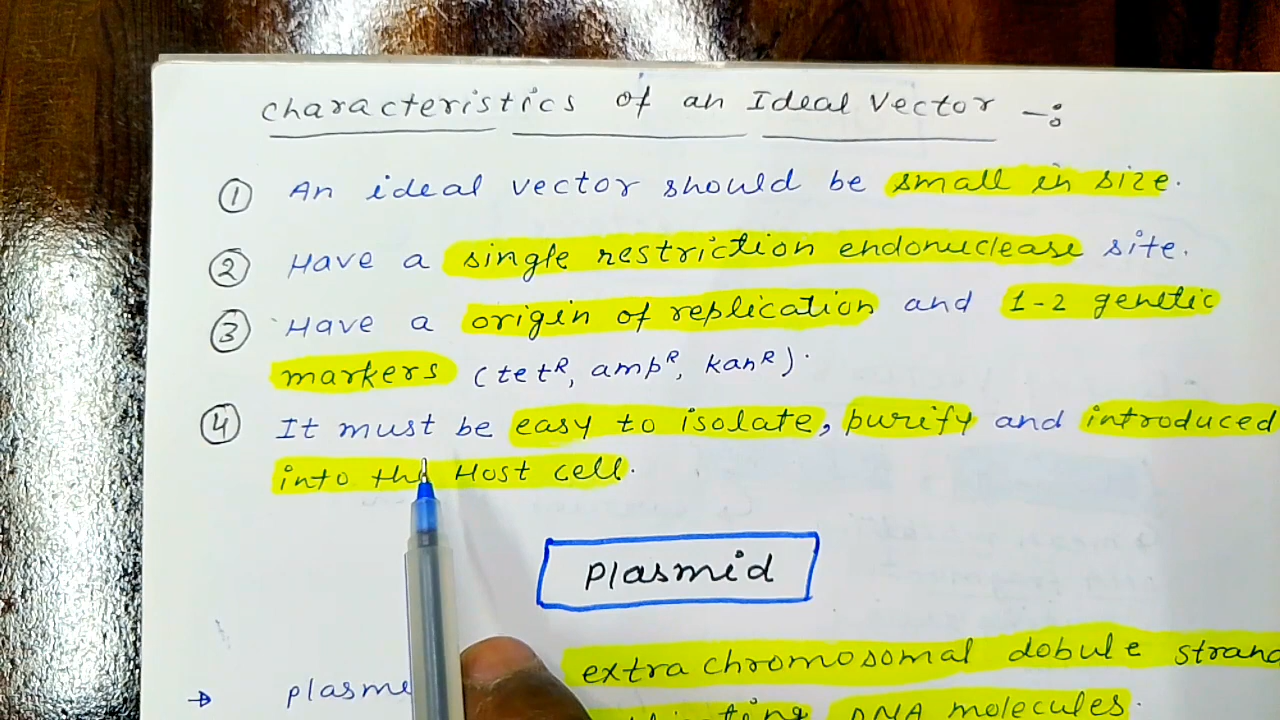 characteristics of an Ideal Vector -:
① An ideal vector should be small in size.
② Have a single restriction endonuclease site.
③ Have a origin of replication and 1-2 genetic
markers (tetᴿ, ampᴿ, kanᴿ).
④ It must be easy to isolate, purify and introduced
into the Host cell.
Plasmid
→ extra chromosomal dobule
DNA molecules.